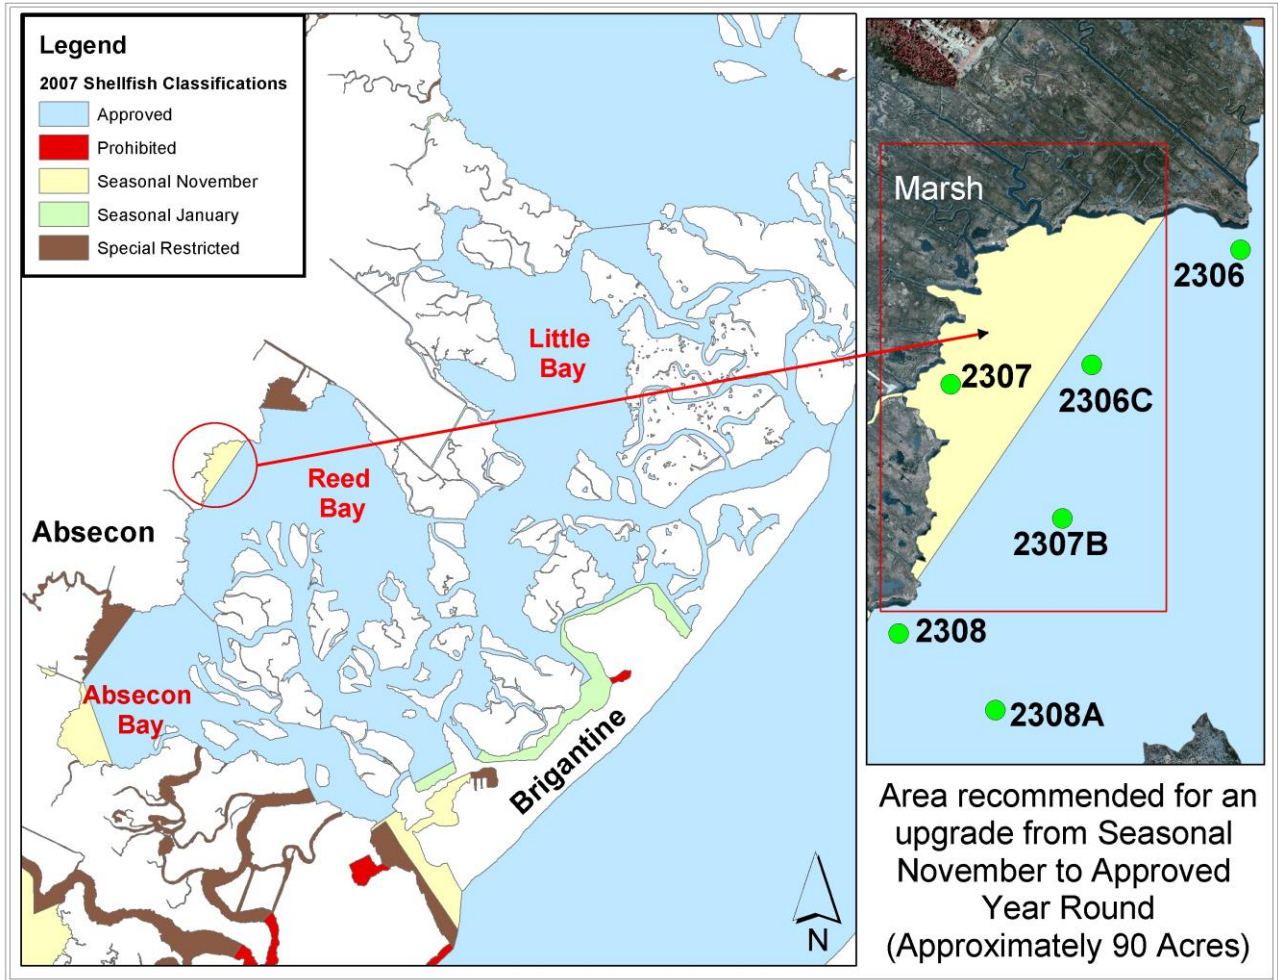 Legend
2007 Shellfish Classifications
Approved
Prohibited
Seasonal November
Seasonal January
Special Restricted
Little
Bay
Reed
Bay
Absecon
Absecon
Bay
Brigantine
N
Marsh
2306
2307
2306C
2307B
2308
2308A
Area recommended for an
upgrade from Seasonal
November to Approved
Year Round
(Approximately 90 Acres)